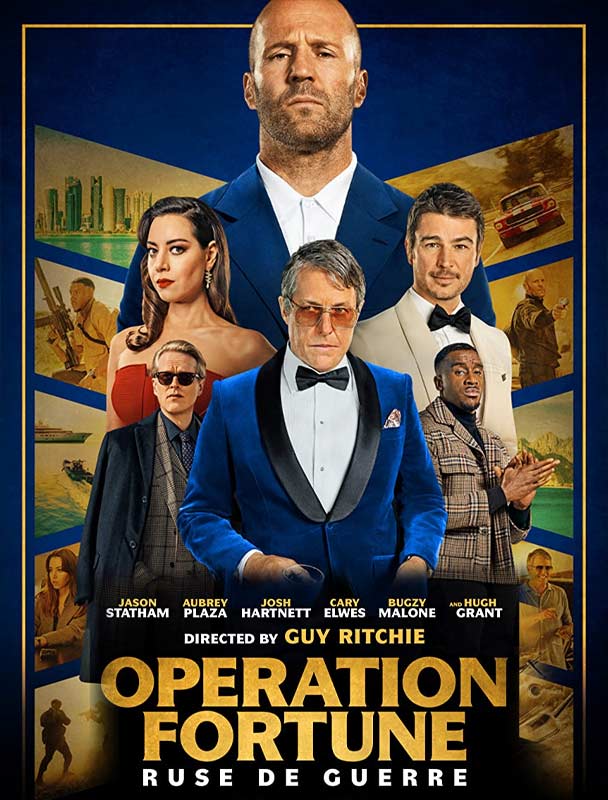 JASON STATHAM AUBREY PLAZA JOSH HARTNETT CARY ELWES BUGZY MALONE AND HUGH GRANT
DIRECTED BY GUY RITCHIE
OPERATION
FORTUNE
RUSE DE GUERRE